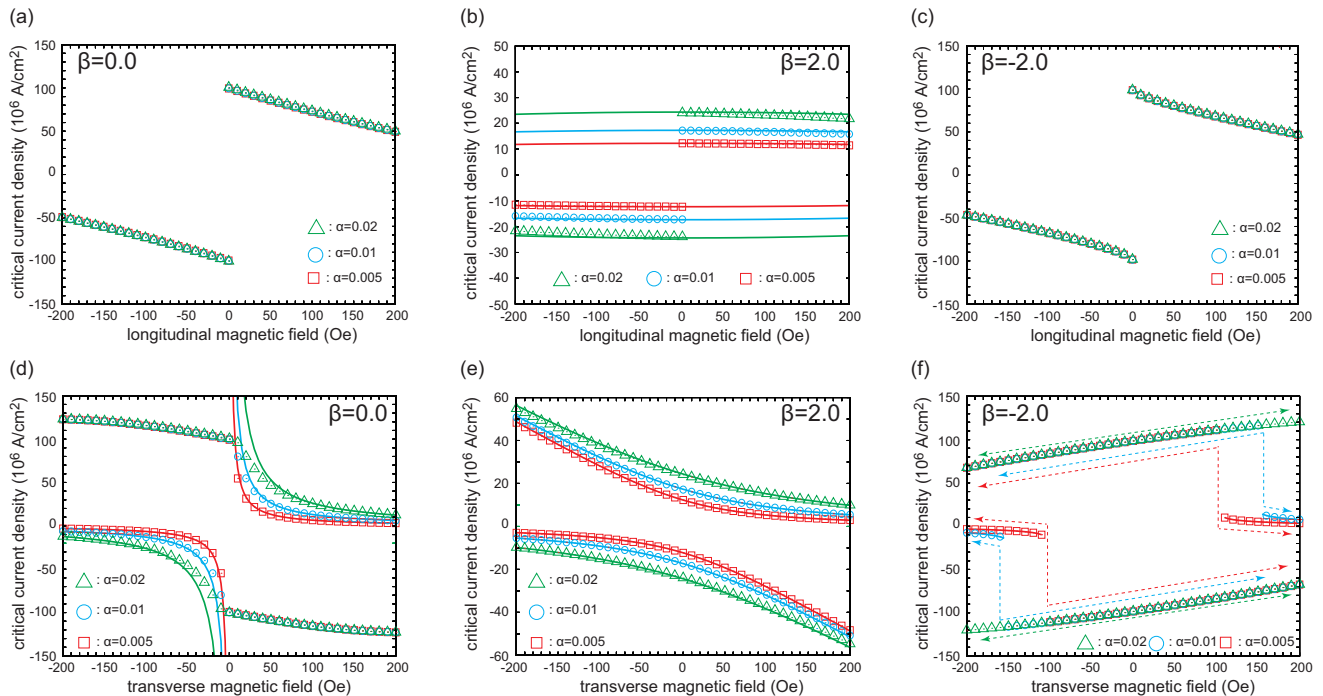 (a)
β=0.0
critical current density (10⁶ A/cm²)
150
100
50
0
-50
-100
-150
-200 -150 -100 -50 0 50 100 150 200
longitudinal magnetic field (Oe)
: α=0.02
: α=0.01
: α=0.005
(b)
β=2.0
critical current density (10⁶ A/cm²)
50
40
30
20
10
0
-10
-20
-30
-40
-50
-200 -150 -100 -50 0 50 100 150 200
longitudinal magnetic field (Oe)
: α=0.02 : α=0.01 : α=0.005
(c)
β=-2.0
critical current density (10⁶ A/cm²)
150
100
50
0
-50
-100
-150
-200 -150 -100 -50 0 50 100 150 200
longitudinal magnetic field (Oe)
: α=0.02
: α=0.01
: α=0.005
(d)
β=0.0
critical current density (10⁶ A/cm²)
150
100
50
0
-50
-100
-150
-200 -150 -100 -50 0 50 100 150 200
transverse magnetic field (Oe)
: α=0.02
: α=0.01
: α=0.005
(e)
β=2.0
critical current density (10⁶ A/cm²)
60
40
20
0
-20
-40
-60
-200 -150 -100 -50 0 50 100 150 200
transverse magnetic field (Oe)
: α=0.02
: α=0.01
: α=0.005
(f)
β=-2.0
critical current density (10⁶ A/cm²)
150
100
50
0
-50
-100
-150
-200 -150 -100 -50 0 50 100 150 200
transverse magnetic field (Oe)
: α=0.02 : α=0.01 : α=0.005